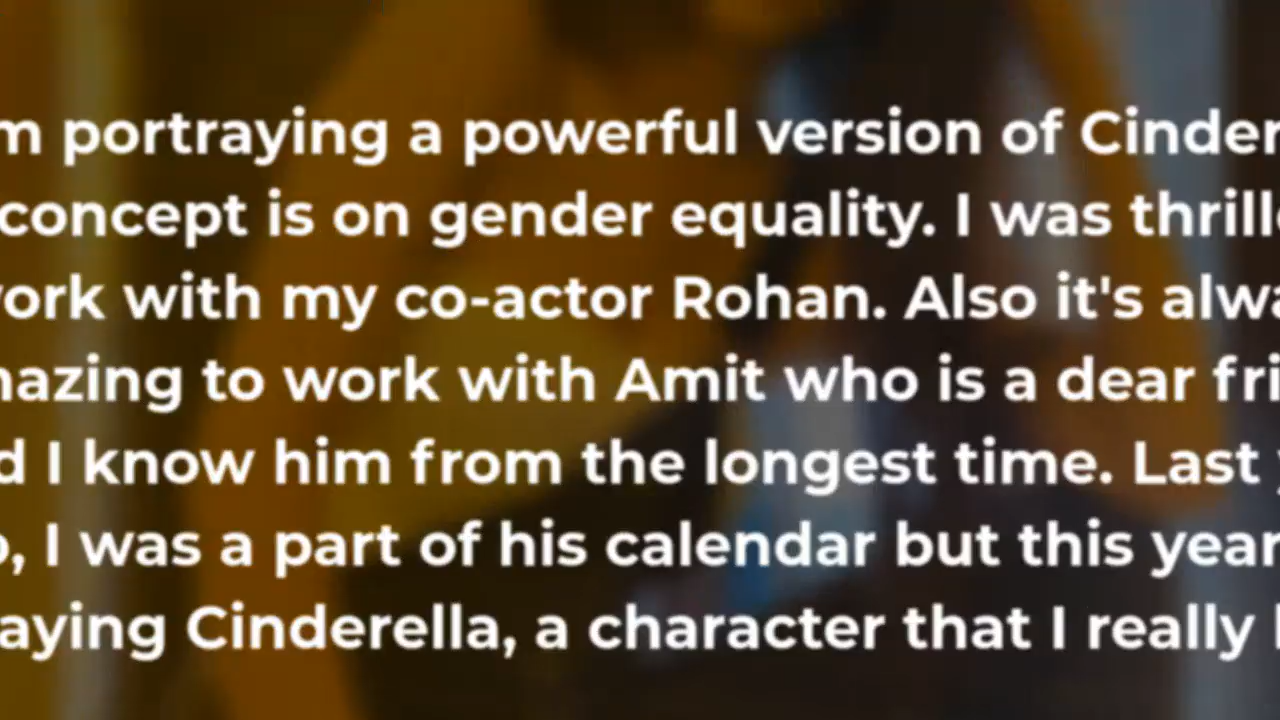 m portraying a powerful version of Cinder
concept is on gender equality. I was thrill
ork with my co-actor Rohan. Also it's alwa
azing to work with Amit who is a dear fri
d I know him from the longest time. Last
o, I was a part of his calendar but this year
aying Cinderella, a character that I really